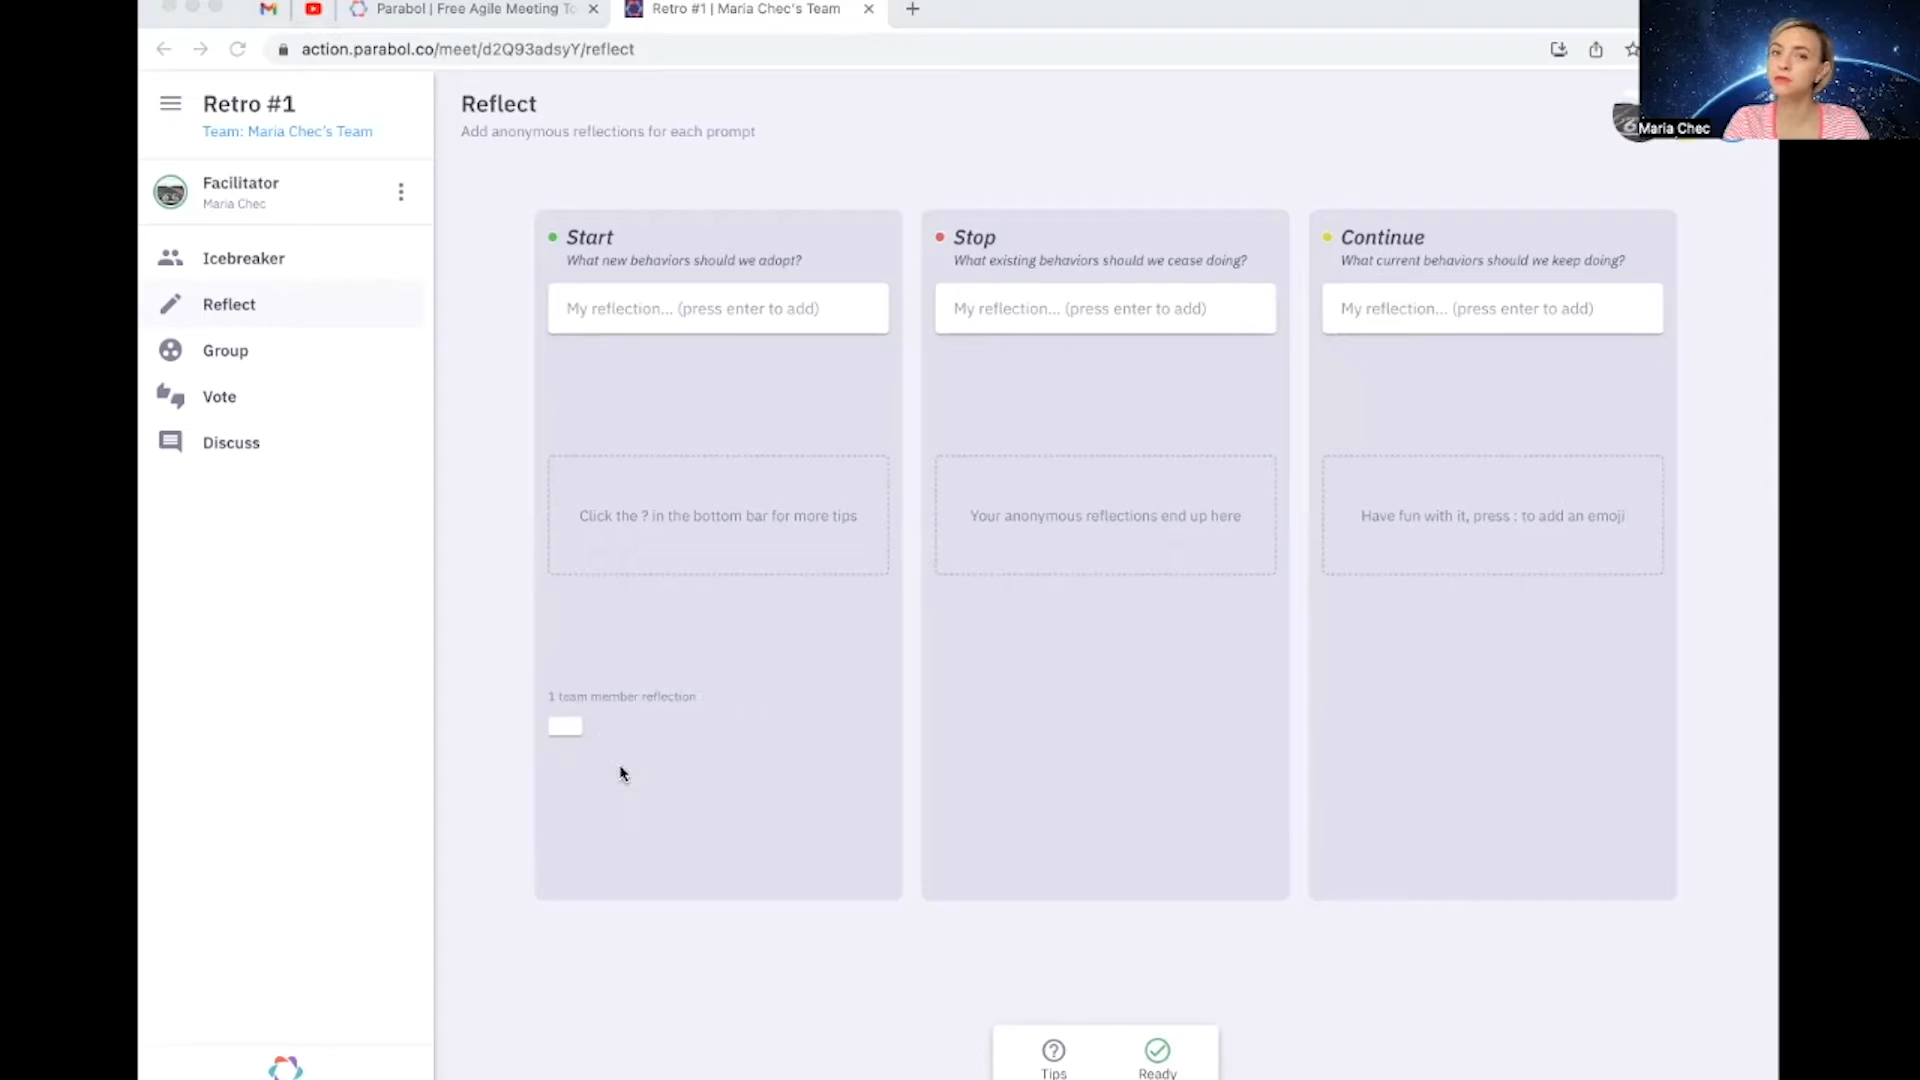 Parabol | Free Agile Meeting To
Retro #1 | Maria Chec's Team
action.parabol.co/meet/d2Q93adsyY/reflect
Retro #1
Team: Maria Chec's Team
Facilitator
Maria Chec
Icebreaker
Reflect
Group
Vote
Discuss
Reflect
Add anonymous reflections for each prompt
Maria Chec
Start
What new behaviors should we adopt?
My reflection... (press enter to add)
Click the ? in the bottom bar for more tips
1 team member reflection
Stop
What existing behaviors should we cease doing?
My reflection... (press enter to add)
Your anonymous reflections end up here
Continue
What current behaviors should we keep doing?
My reflection... (press enter to add)
Have fun with it, press : to add an emoji
Tips
Ready